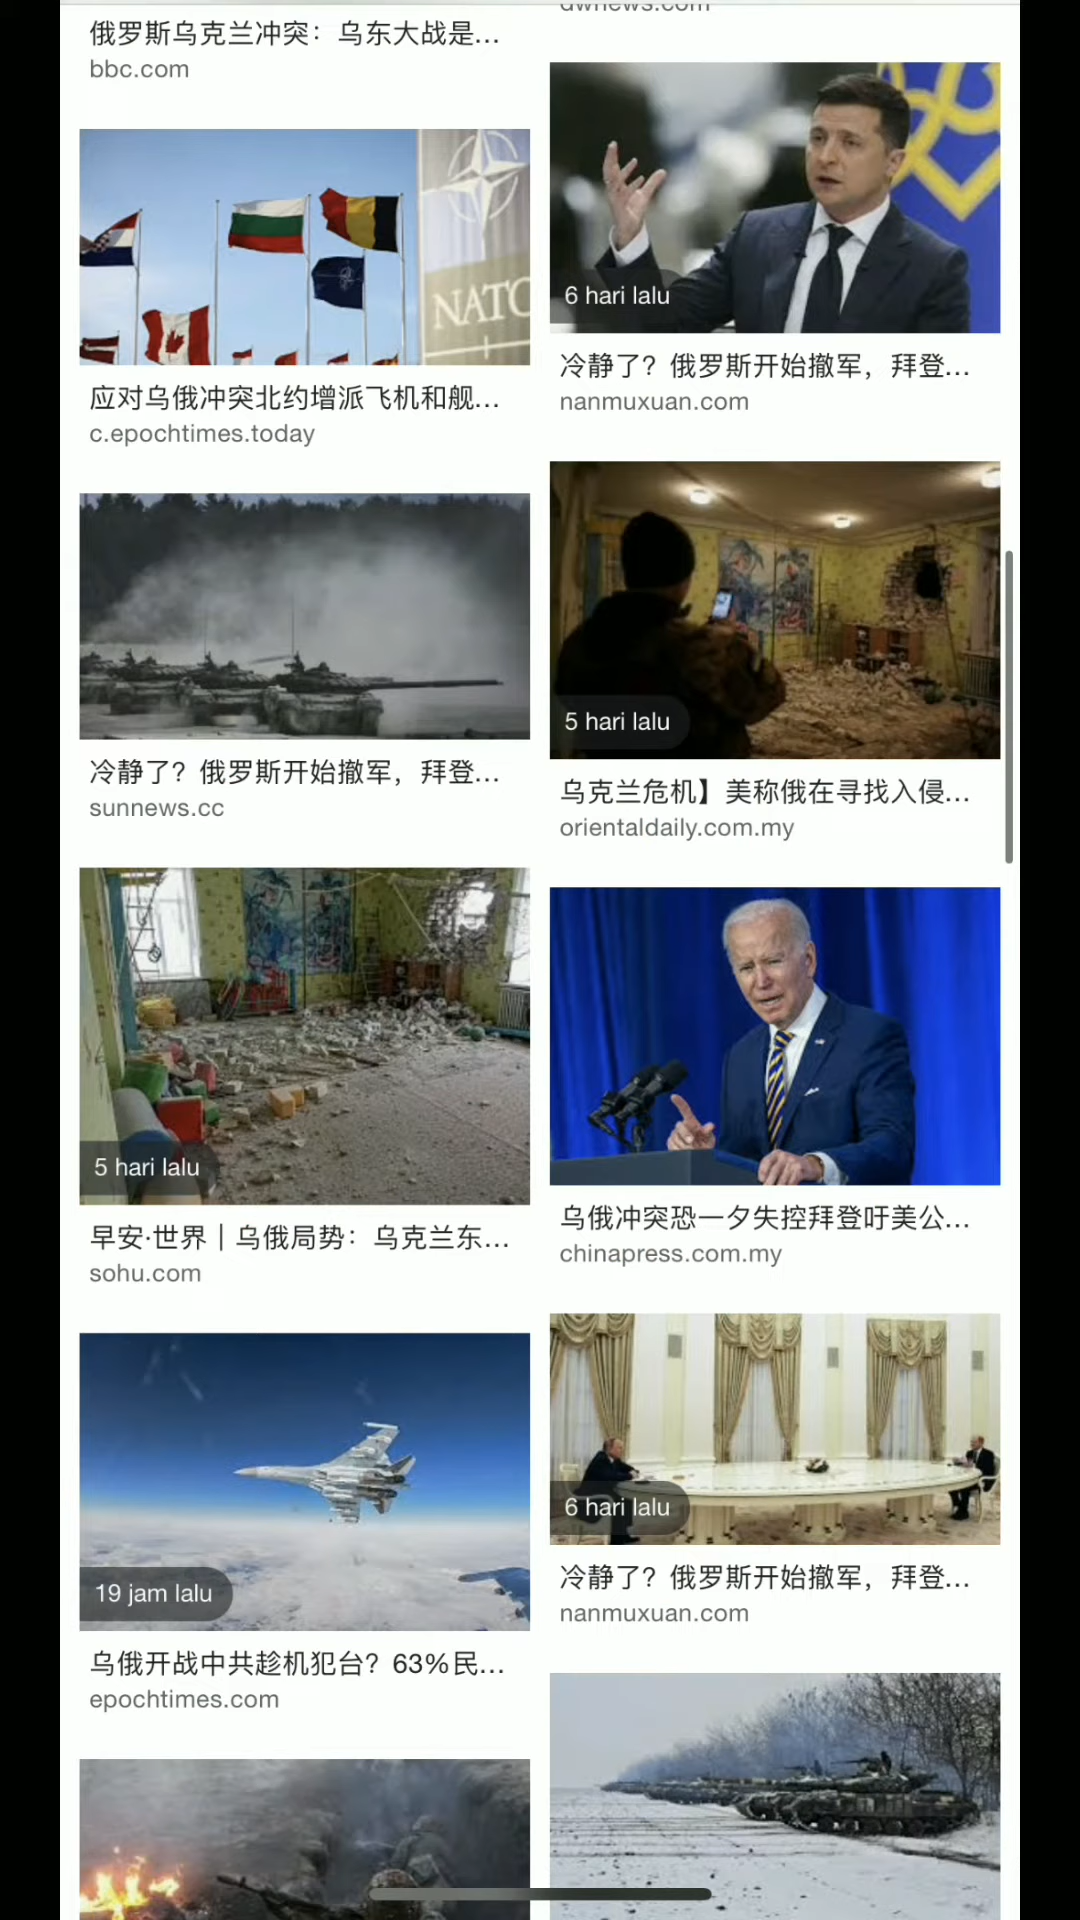 俄罗斯乌克兰冲突：乌东大战是...
bbc.com
NATO
应对乌俄冲突北约增派飞机和舰...
c.epochtimes.today
冷静了？俄罗斯开始撤军，拜登...
sunnews.cc
5 hari lalu
早安·世界｜乌俄局势：乌克兰东...
sohu.com
19 jam lalu
乌俄开战中共趁机犯台？63%民...
epochtimes.com
dwnews.com
6 hari lalu
冷静了？俄罗斯开始撤军，拜登...
nanmuxuan.com
5 hari lalu
乌克兰危机】美称俄在寻找入侵...
orientaldaily.com.my
乌俄冲突恐一夕失控拜登吁美公...
chinapress.com.my
6 hari lalu
冷静了？俄罗斯开始撤军，拜登...
nanmuxuan.com